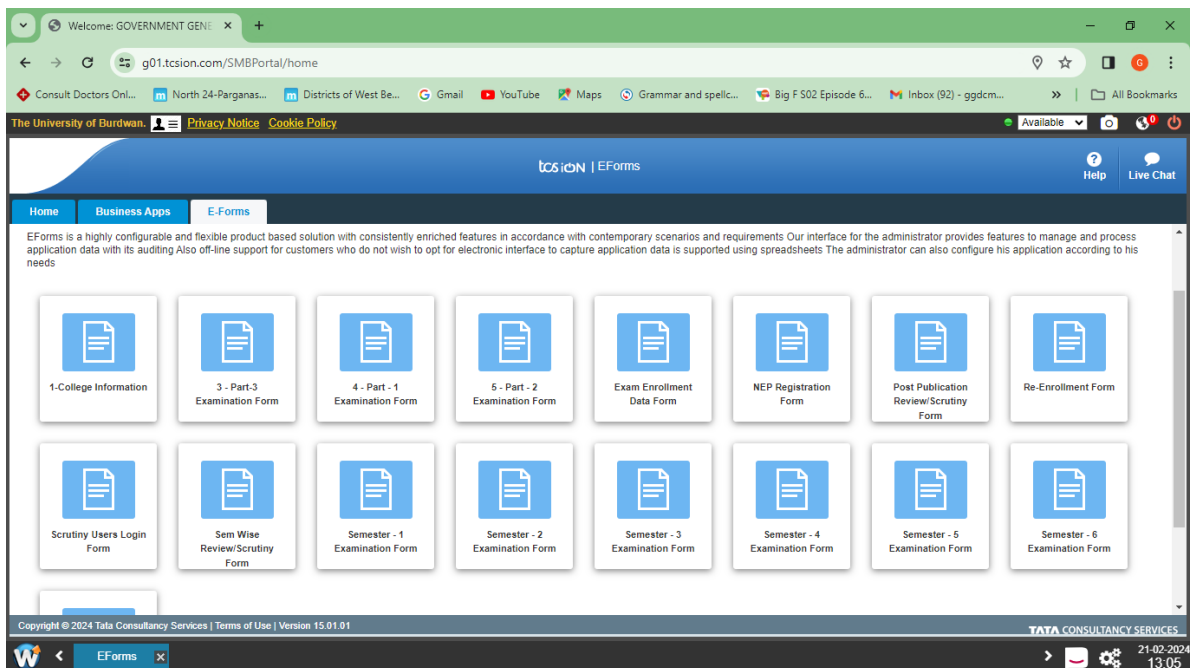 Welcome: GOVERNMENT GENE
g01.tcsion.com/SMBPortal/home
G
Consult Doctors Onl... North 24-Parganas... Districts of West Be... Gmail YouTube Maps Grammar and spellc... Big F S02 Episode 6... Inbox (92) - ggdcm... » All Bookmarks
The University of Burdwan. Privacy Notice Cookie Policy Available 0
tcs iON | EForms
Help Live Chat
Home Business Apps E-Forms
EForms is a highly configurable and flexible product based solution with consistently enriched features in accordance with contemporary scenarios and requirements Our interface for the administrator provides features to manage and process
application data with its auditing Also off-line support for customers who do not wish to opt for electronic interface to capture application data is supported using spreadsheets The administrator can also configure his application according to his
needs
1-College Information
3 - Part-3
Examination Form
4 - Part - 1
Examination Form
5 - Part - 2
Examination Form
Exam Enrollment
Data Form
NEP Registration
Form
Post Publication
Review/Scrutiny
Form
Re-Enrollment Form
Scrutiny Users Login
Form
Sem Wise
Review/Scrutiny
Form
Semester - 1
Examination Form
Semester - 2
Examination Form
Semester - 3
Examination Form
Semester - 4
Examination Form
Semester - 5
Examination Form
Semester - 6
Examination Form
Copyright © 2024 Tata Consultancy Services | Terms of Use | Version 15.01.01
TATA CONSULTANCY SERVICES
W EForms
21-02-2024
13:05